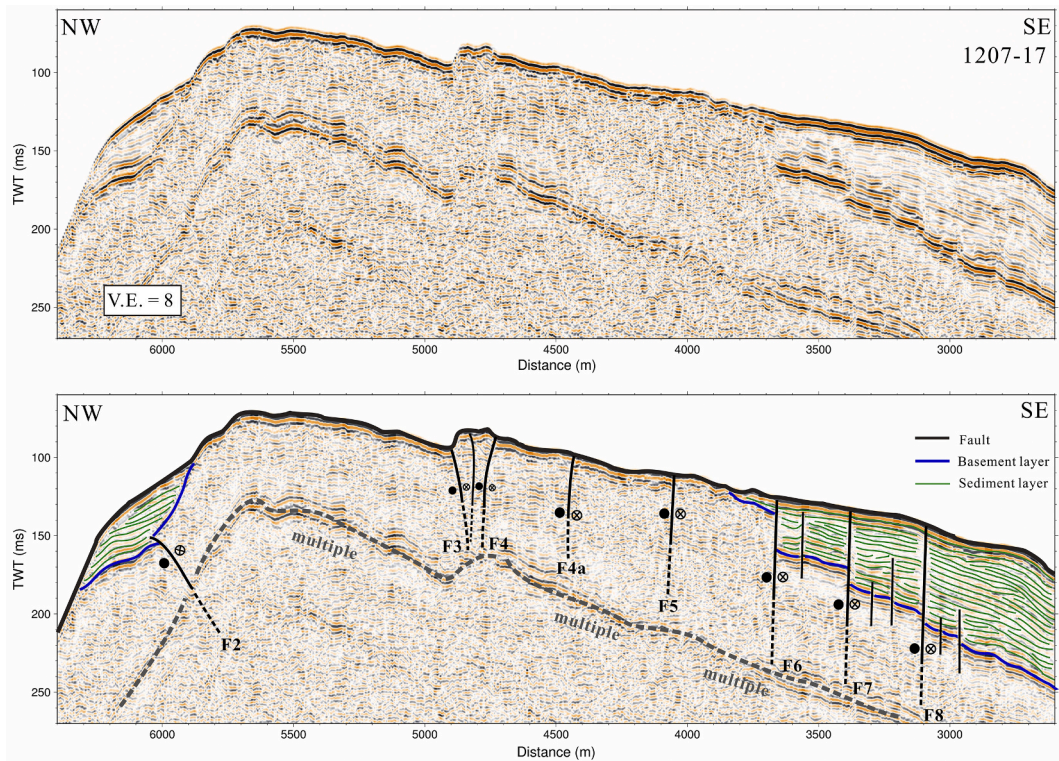 NW
SE
1207-17
100
150
200
250
TWT (ms)
V.E. = 8
6000 5500 5000 4500 4000 3500 3000
Distance (m)
NW
SE
Fault
Basement layer
Sediment layer
100
150
200
250
TWT (ms)
multiple
multiple
multiple
F2
F3
F4
F4a
F5
F6
F7
F8
6000 5500 5000 4500 4000 3500 3000
Distance (m)